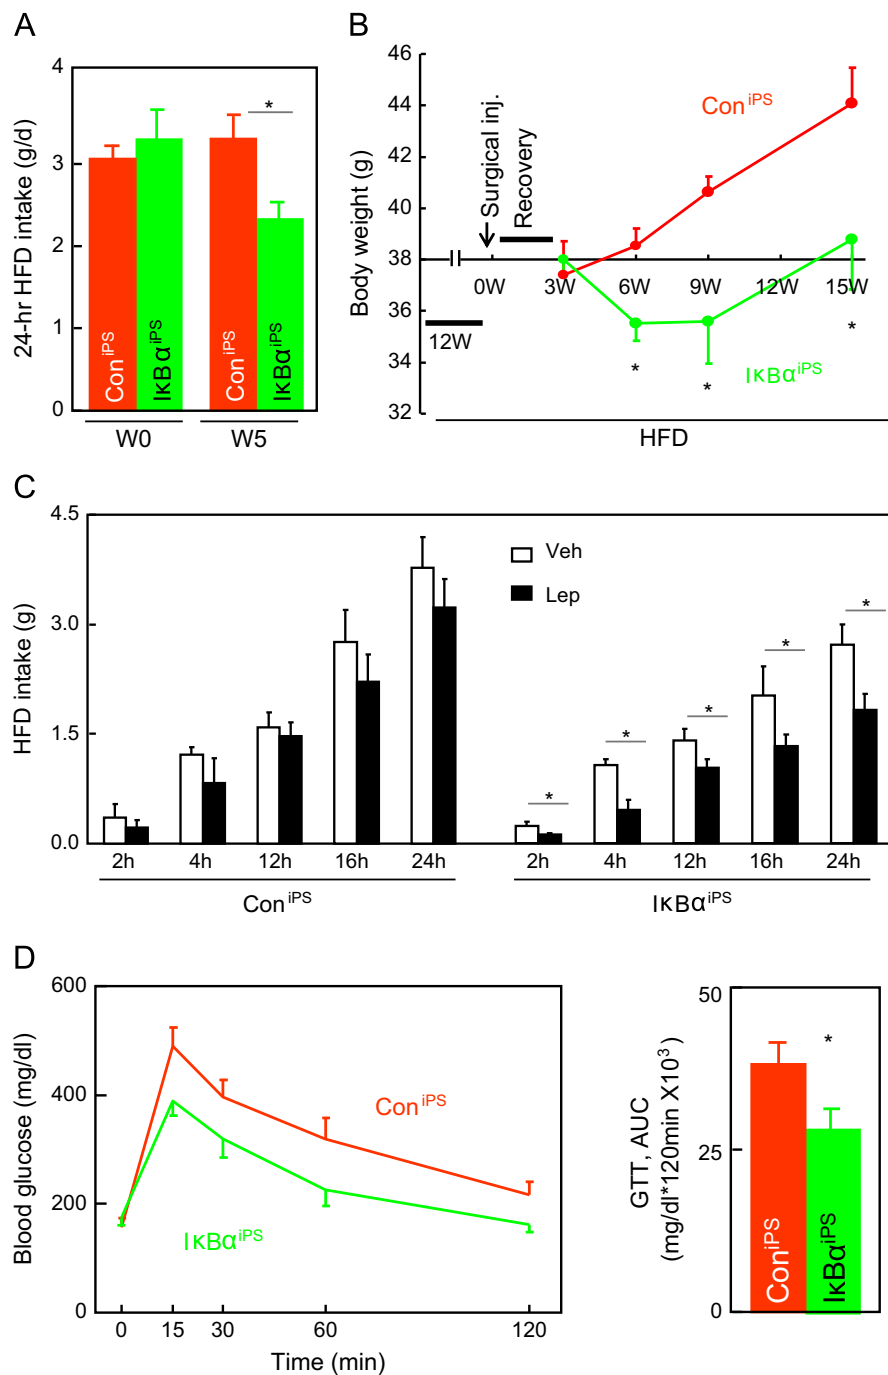 A
24-hr HFD intake (g/d)
4
3
2
1
0
*
Con^iPS
IκBα^iPS
Con^iPS
IκBα^iPS
W0
W5
B
Body weight (g)
46
44
42
40
38
36
34
32
Surgical inj.
Recovery
Con^iPS
0W
3W
6W
9W
12W
15W
12W
*
*
*
IκBα^iPS
HFD
C
HFD intake (g)
4.5
3.0
1.5
0.0
Veh
Lep
*
*
*
*
*
2h
4h
12h
16h
24h
2h
4h
12h
16h
24h
Con^iPS
IκBα^iPS
D
Blood glucose (mg/dl)
600
400
200
0
Con^iPS
IκBα^iPS
0
15
30
60
120
Time (min)
GTT, AUC
(mg/dl*120min X10^3)
50
25
0
*
Con^iPS
IκBα^iPS